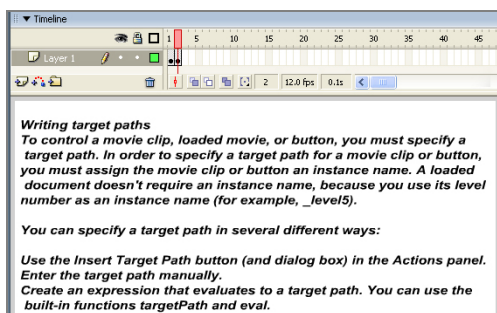 Timeline
1 5 10 15 20 25 30 35 40 45
Layer 1
2 12.0 fps 0.1s
Writing target paths
To control a movie clip, loaded movie, or button, you must specify a
target path. In order to specify a target path for a movie clip or button,
you must assign the movie clip or button an instance name. A loaded
document doesn't require an instance name, because you use its level
number as an instance name (for example, _level5).
You can specify a target path in several different ways:
Use the Insert Target Path button (and dialog box) in the Actions panel.
Enter the target path manually.
Create an expression that evaluates to a target path. You can use the
built-in functions targetPath and eval.